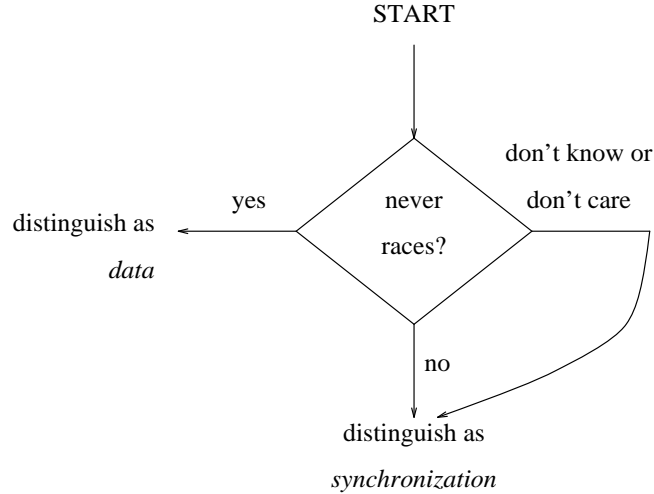 START
don't know or
don't care
yes
never
races?
distinguish as
data
no
distinguish as
synchronization